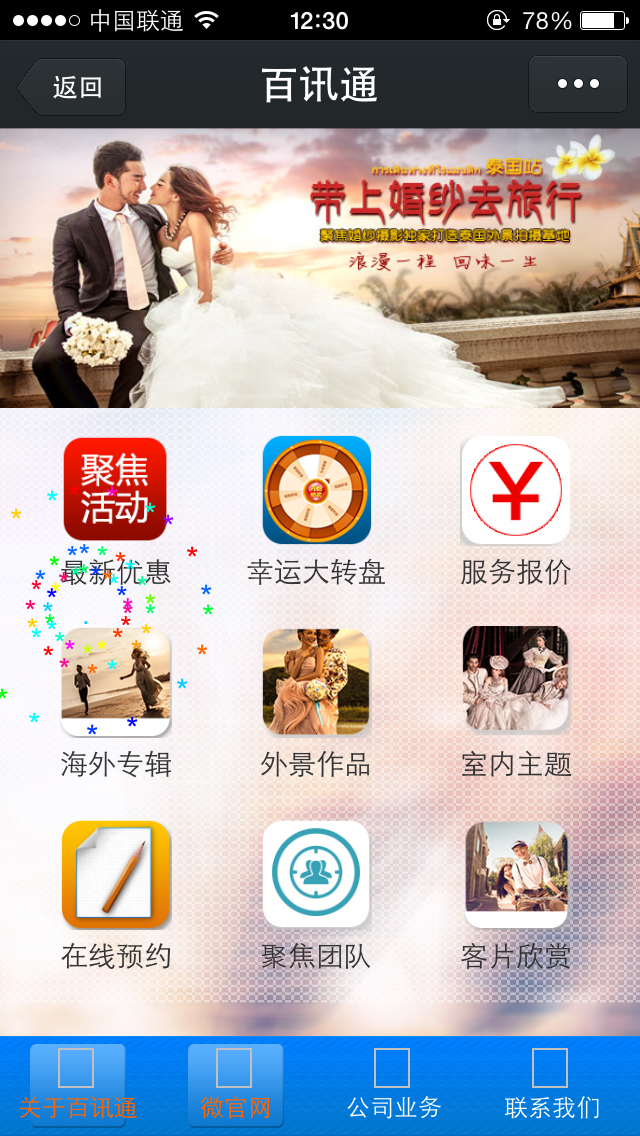 中国联通
12:30
78%
返回
百讯通
泰国站
带上婚纱去旅行
聚焦婚纱摄影独家打造泰国外景拍摄基地
浪漫一程 回味一生
聚焦
活动
¥
最新优惠
幸运大转盘
服务报价
海外专辑
外景作品
室内主题
在线预约
聚焦团队
客片欣赏
关于百讯通
微官网
公司业务
联系我们